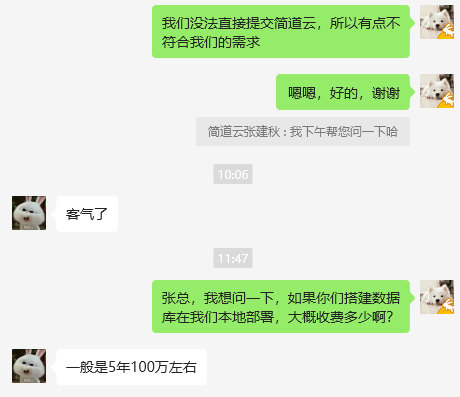 我们没法直接提交简道云，所以有点不
符合我们的需求
嗯嗯，好的，谢谢
简道云张建秋 : 我下午帮您问一下哈
10:06
客气了
11:47
张总，我想问一下，如果你们搭建数据
库在我们本地部署，大概收费多少啊？
一般是5年100万左右